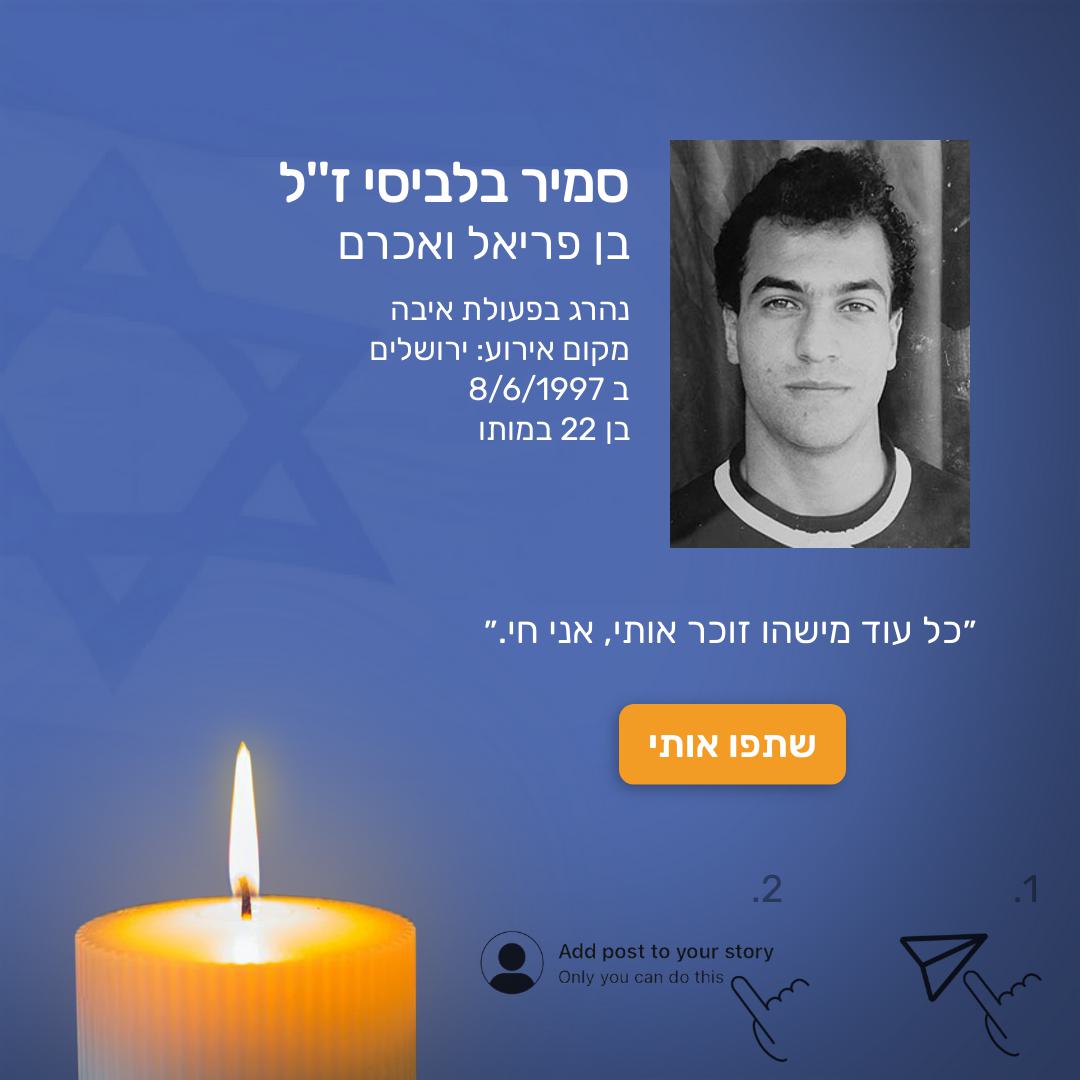 סמיר בלביסי ז"ל
בן פריאל ואכרם
נהרג בפעולת איבה
מקום אירוע: ירושלים
ב 8/6/1997
בן 22 במותו
״כל עוד מישהו זוכר אותי, אני חי.״
שתפו אותי
1.
2.
Add post to your story
Only you can do this